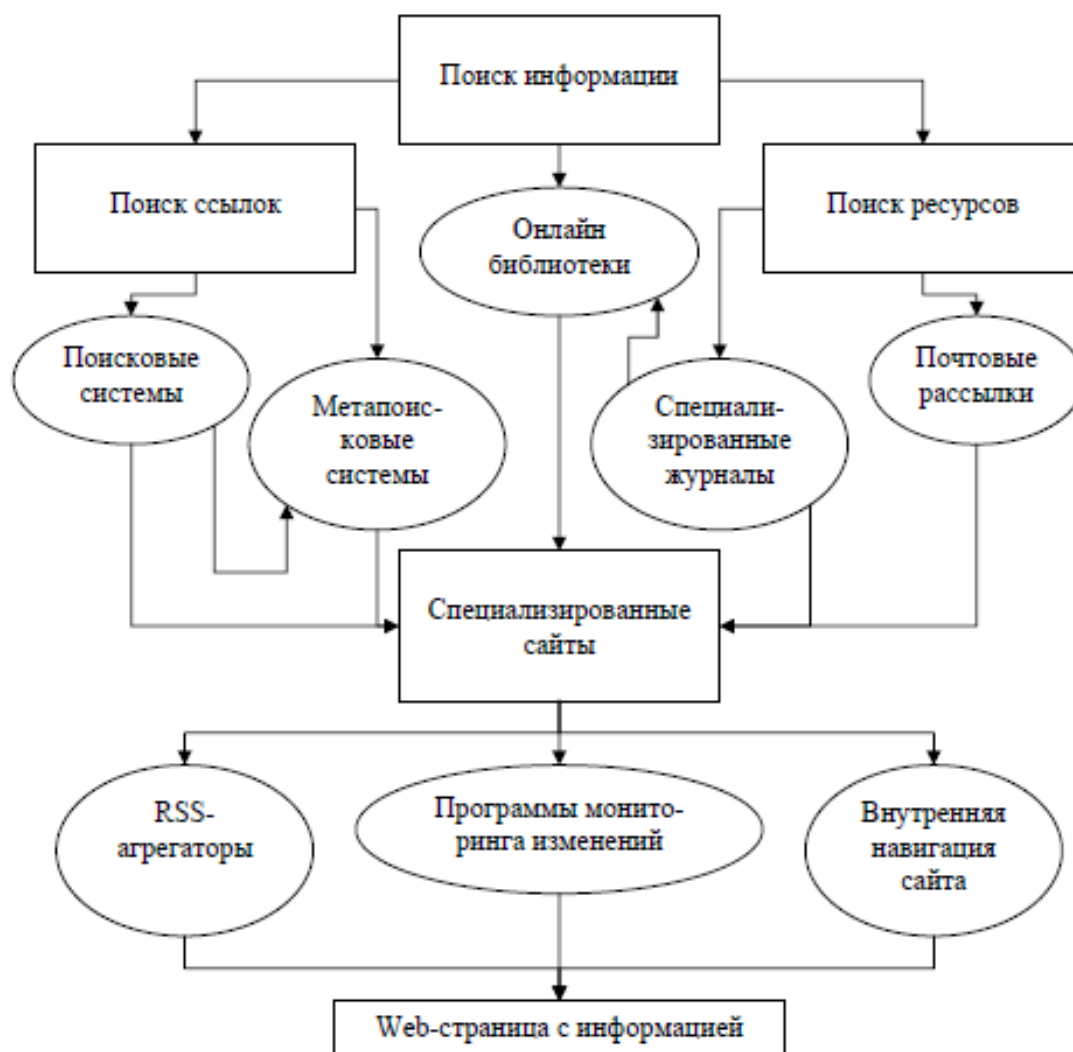 Поиск информации
Поиск ссылок
Онлайн
библиотеки
Поиск ресурсов
Поисковые
системы
Метапоис-
ковые
системы
Специали-
зированные
журналы
Почтовые
рассылки
Специализированные
сайты
RSS-
агрегаторы
Программы монито-
ринга изменений
Внутренняя
навигация
сайта
Web-страница с информацией